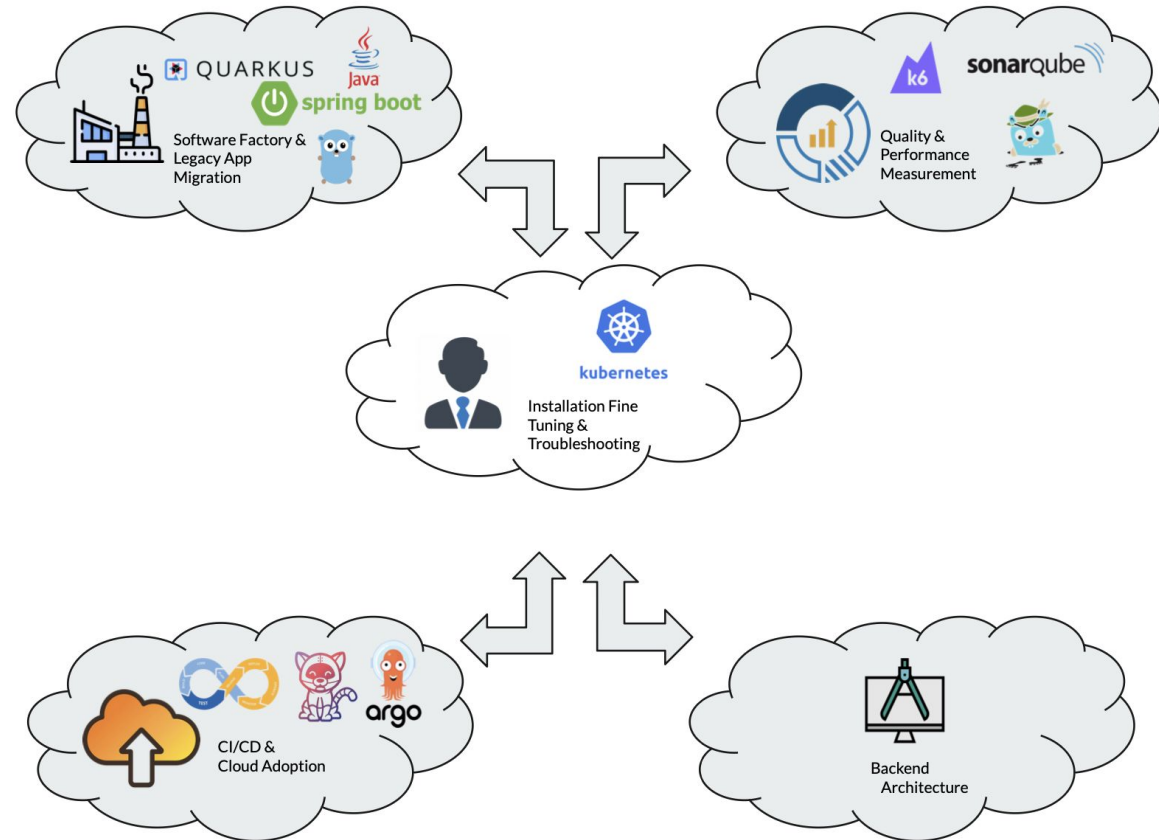 QUARKUS
Java
spring boot
Software Factory &
Legacy App
Migration
k6
sonarqube
Quality &
Performance
Measurement
kubernetes
Installation Fine
Tuning &
Troubleshooting
TEST
argo
CI/CD &
Cloud Adoption
Backend
Architecture